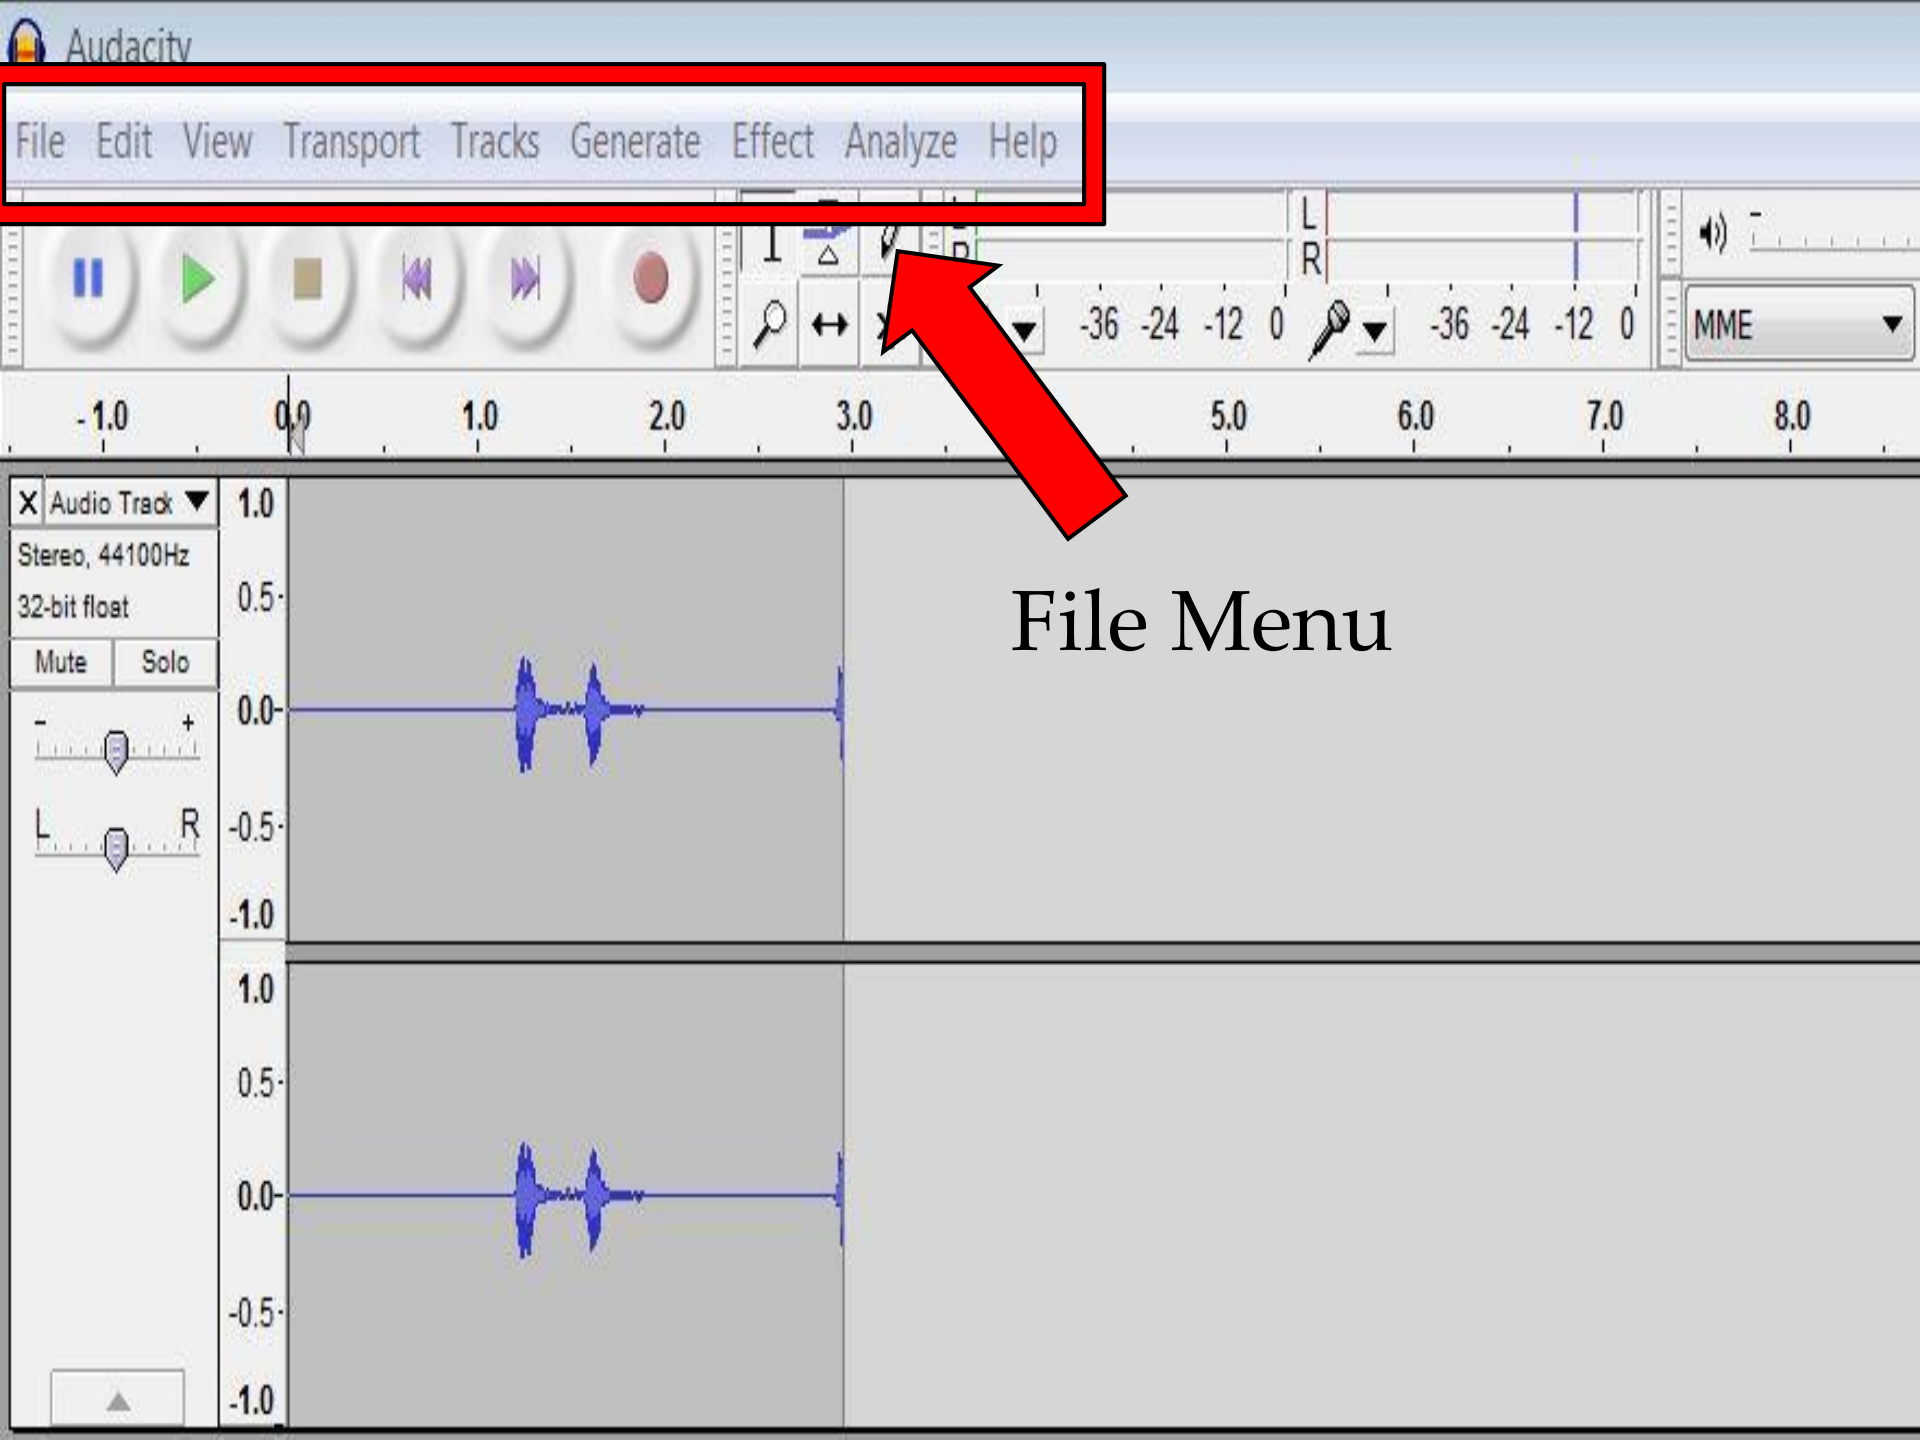 Audacity
File Edit View Transport Tracks Generate Effect Analyze Help
L
R
-36 -24 -12 0 -36 -24 -12 0
-
MME
-1.0 0.0 1.0 2.0 3.0 5.0 6.0 7.0 8.0
X Audio Track 1.0
Stereo, 44100Hz
32-bit float 0.5
File Menu
Mute Solo
0.0
- +
L R -0.5
-1.0
1.0
0.5
0.0
-0.5
-1.0